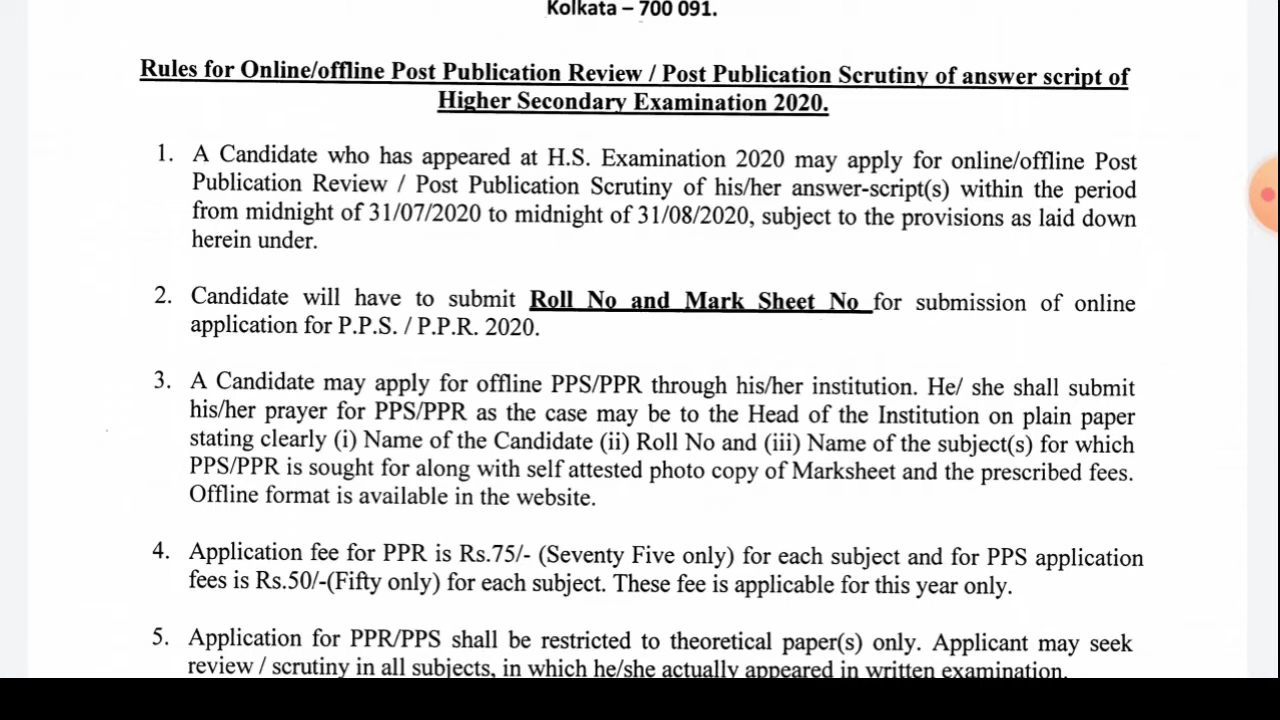 Kolkata – 700 091.
Rules for Online/offline Post Publication Review / Post Publication Scrutiny of answer script of
Higher Secondary Examination 2020.
1. A Candidate who has appeared at H.S. Examination 2020 may apply for online/offline Post
Publication Review / Post Publication Scrutiny of his/her answer-script(s) within the period
from midnight of 31/07/2020 to midnight of 31/08/2020, subject to the provisions as laid down
herein under.
2. Candidate will have to submit Roll No and Mark Sheet No for submission of online
application for P.P.S. / P.P.R. 2020.
3. A Candidate may apply for offline PPS/PPR through his/her institution. He/ she shall submit
his/her prayer for PPS/PPR as the case may be to the Head of the Institution on plain paper
stating clearly (i) Name of the Candidate (ii) Roll No and (iii) Name of the subject(s) for which
PPS/PPR is sought for along with self attested photo copy of Marksheet and the prescribed fees.
Offline format is available in the website.
4. Application fee for PPR is Rs.75/- (Seventy Five only) for each subject and for PPS application
fees is Rs.50/-(Fifty only) for each subject. These fee is applicable for this year only.
5. Application for PPR/PPS shall be restricted to theoretical paper(s) only. Applicant may seek
review / scrutiny in all subjects, in which he/she actually appeared in written examination.